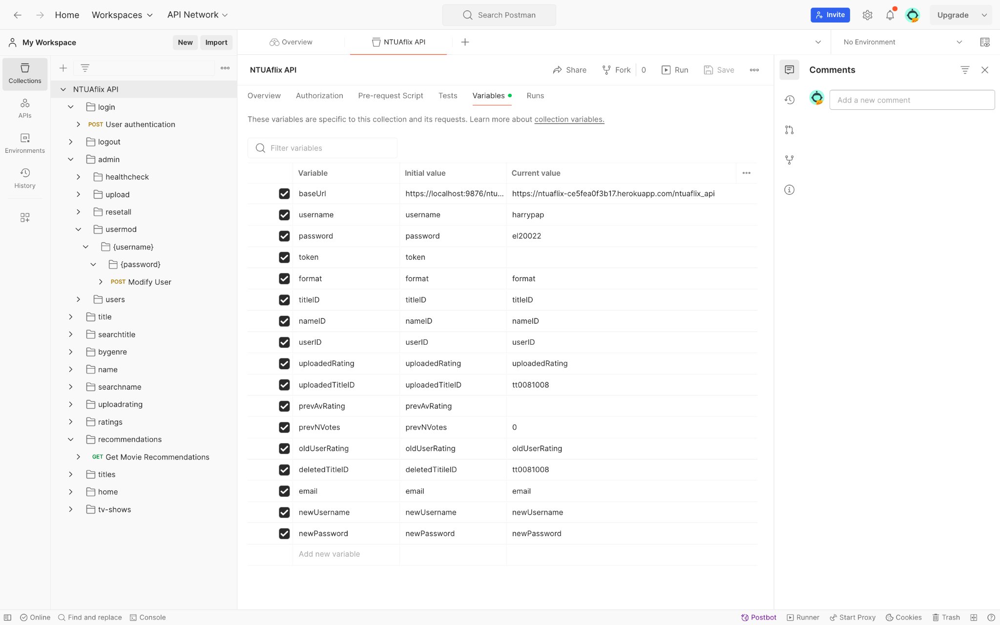 Home Workspaces API Network Search Postman Invite Upgrade
My Workspace New Import
Overview NTUAflix API No Environment
Collections
APIs
Environments
History
NTUAflix API
login
POST User authentication
logout
admin
healthcheck
upload
resetall
usermod
{username}
{password}
POST Modify User
users
title
searchtitle
bygenre
name
searchname
uploadrating
ratings
recommendations
GET Get Movie Recommendations
titles
home
tv-shows
NTUAflix API Share Fork 0 Run Save
Overview Authorization Pre-request Script Tests Variables Runs
These variables are specific to this collection and its requests. Learn more about collection variables.
Filter variables
Variable Initial value Current value
baseUrl https://localhost:9876/ntu... https://ntuaflix-ce5fea0f3b17.herokuapp.com/ntuaflix_api
username username harrypap
password password el20022
token token
format format format
titleID titleID titleID
nameID nameID nameID
userID userID userID
uploadedRating uploadedRating uploadedRating
uploadedTitleID uploadedTitleID tt0081008
prevAvRating prevAvRating
prevNVotes prevNVotes 0
oldUserRating oldUserRating oldUserRating
deletedTitleID deletedTitileID tt0081008
email email email
newUsername newUsername newUsername
newPassword newPassword newPassword
Add new variable
Comments
Add a new comment
Online Find and replace Console Postbot Runner Start Proxy Cookies Trash